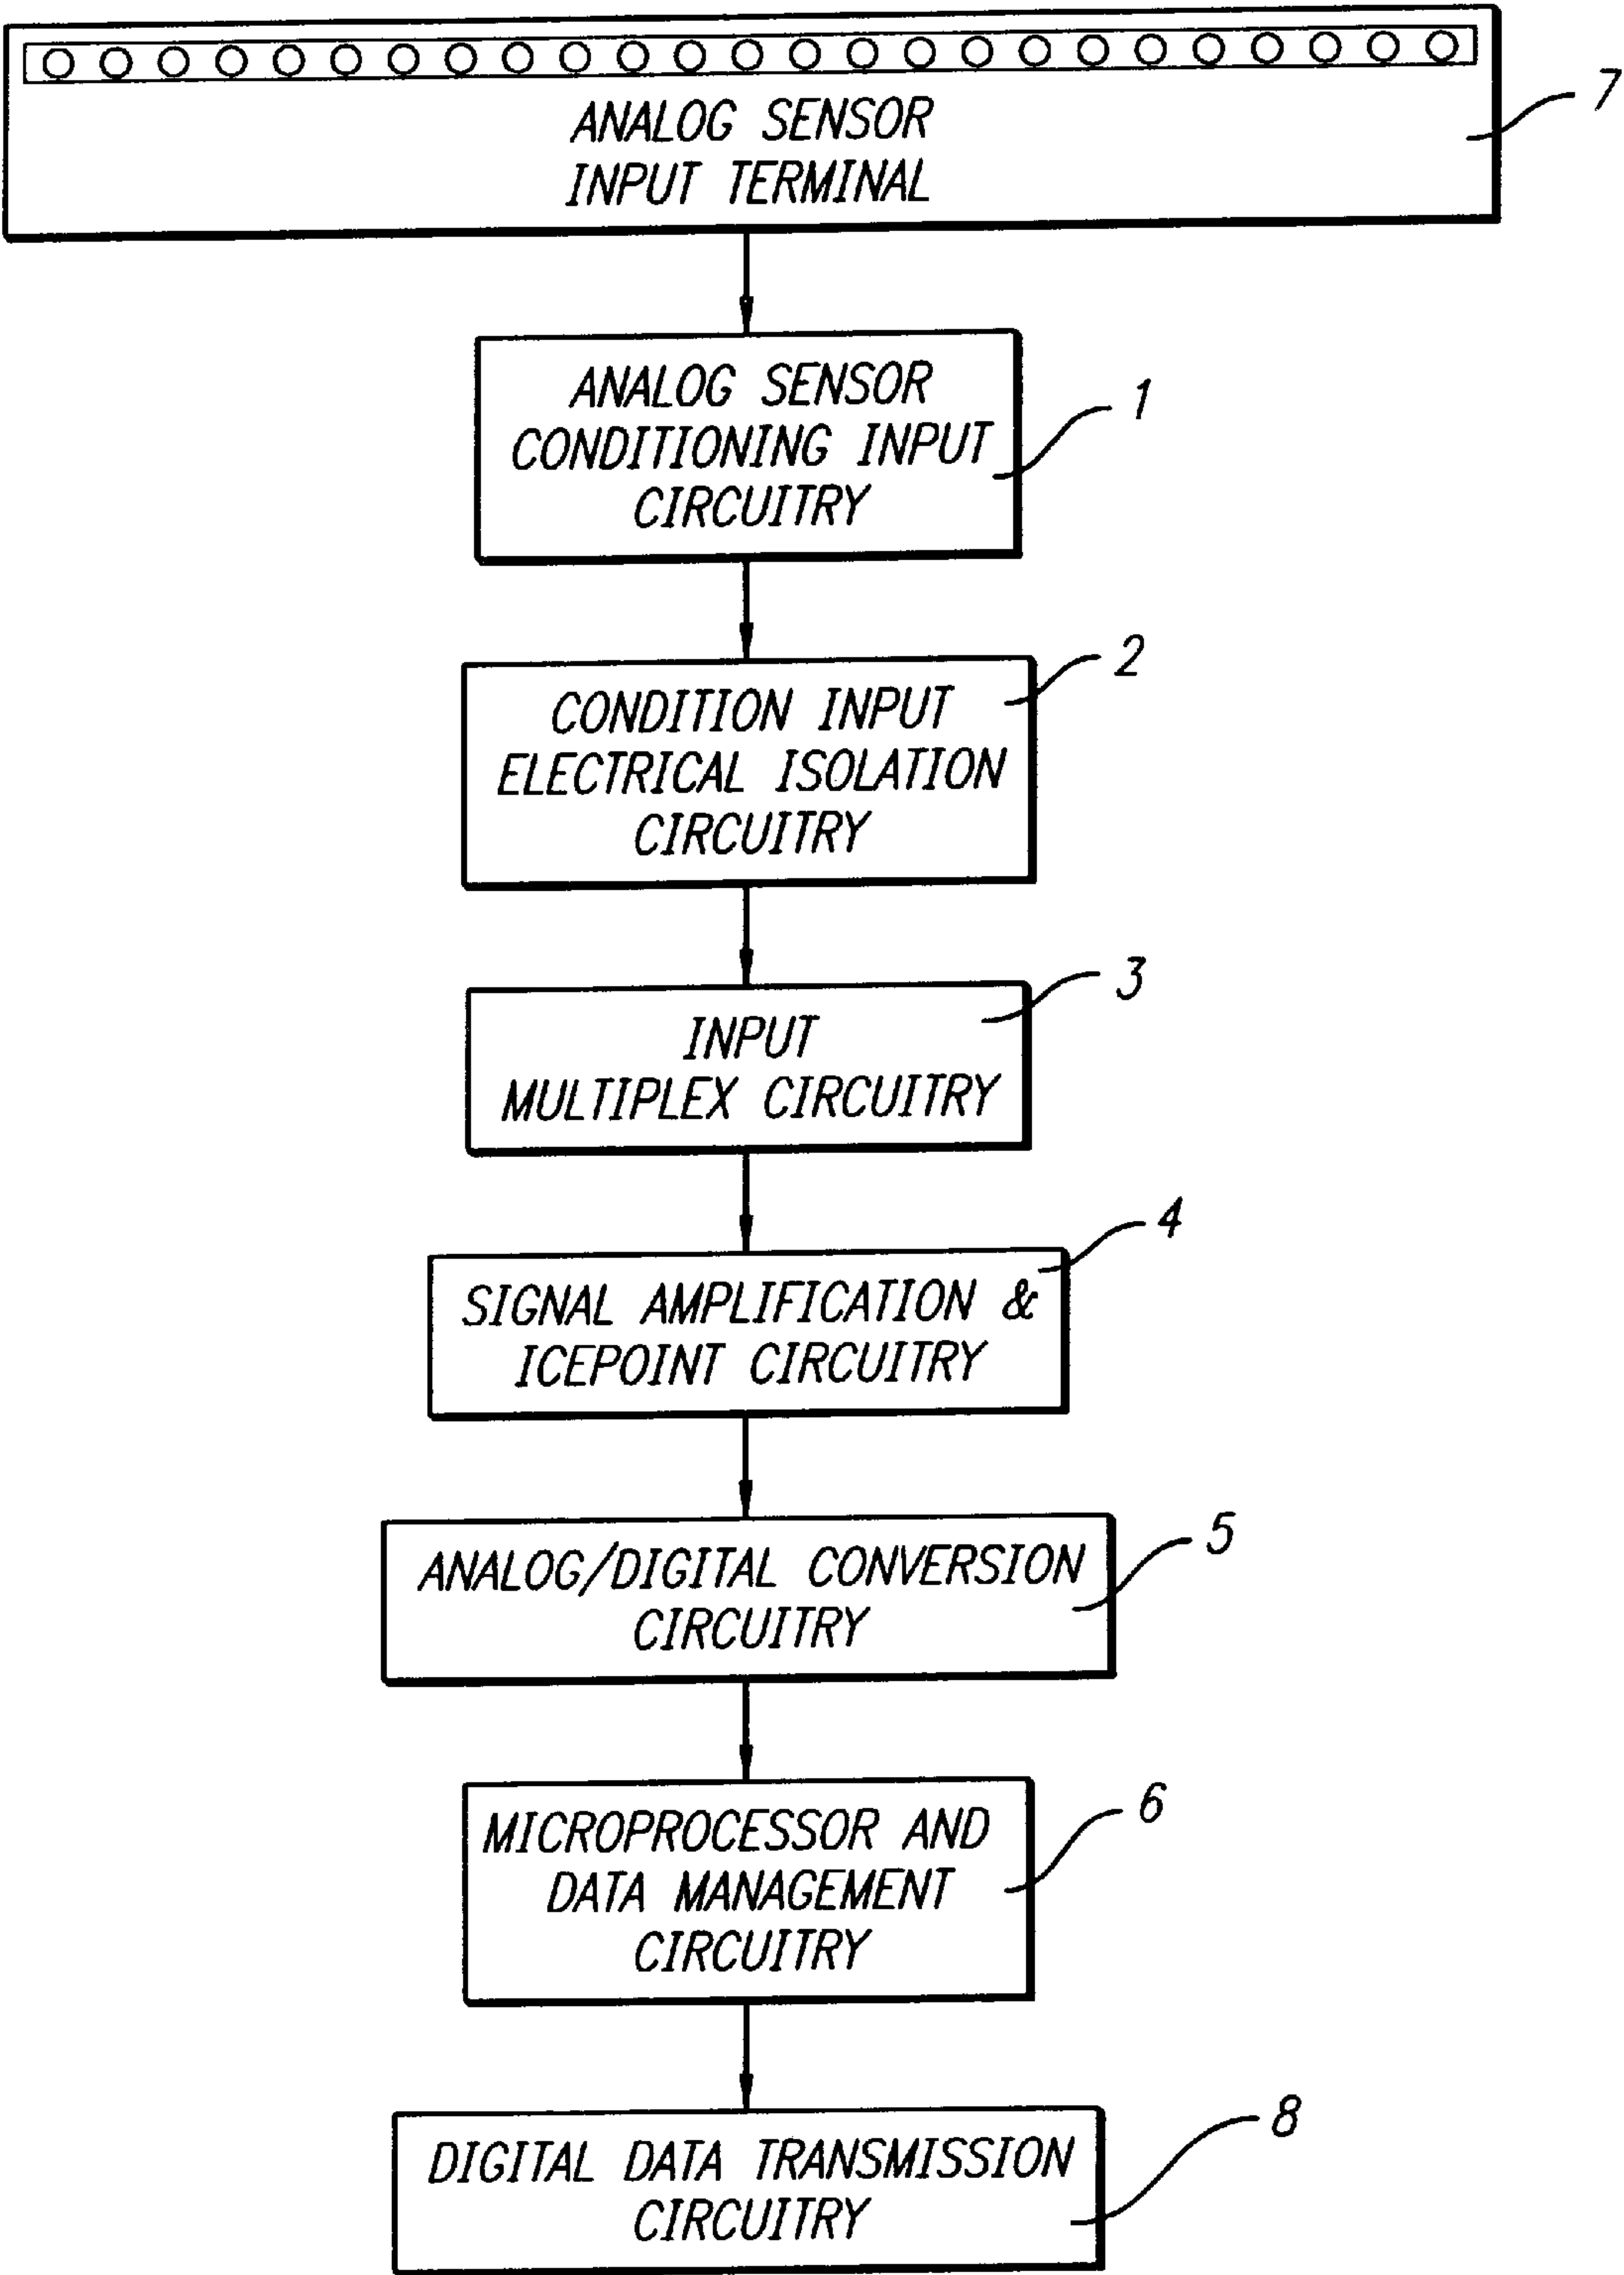 ANALOG SENSOR
INPUT TERMINAL
7
ANALOG SENSOR
CONDITIONING INPUT
CIRCUITRY
1
CONDITION INPUT
ELECTRICAL ISOLATION
CIRCUITRY
2
INPUT
MULTIPLEX CIRCUITRY
3
SIGNAL AMPLIFICATION &
ICEPOINT CIRCUITRY
4
ANALOG/DIGITAL CONVERSION
CIRCUITRY
5
MICROPROCESSOR AND
DATA MANAGEMENT
CIRCUITRY
6
DIGITAL DATA TRANSMISSION
CIRCUITRY
8